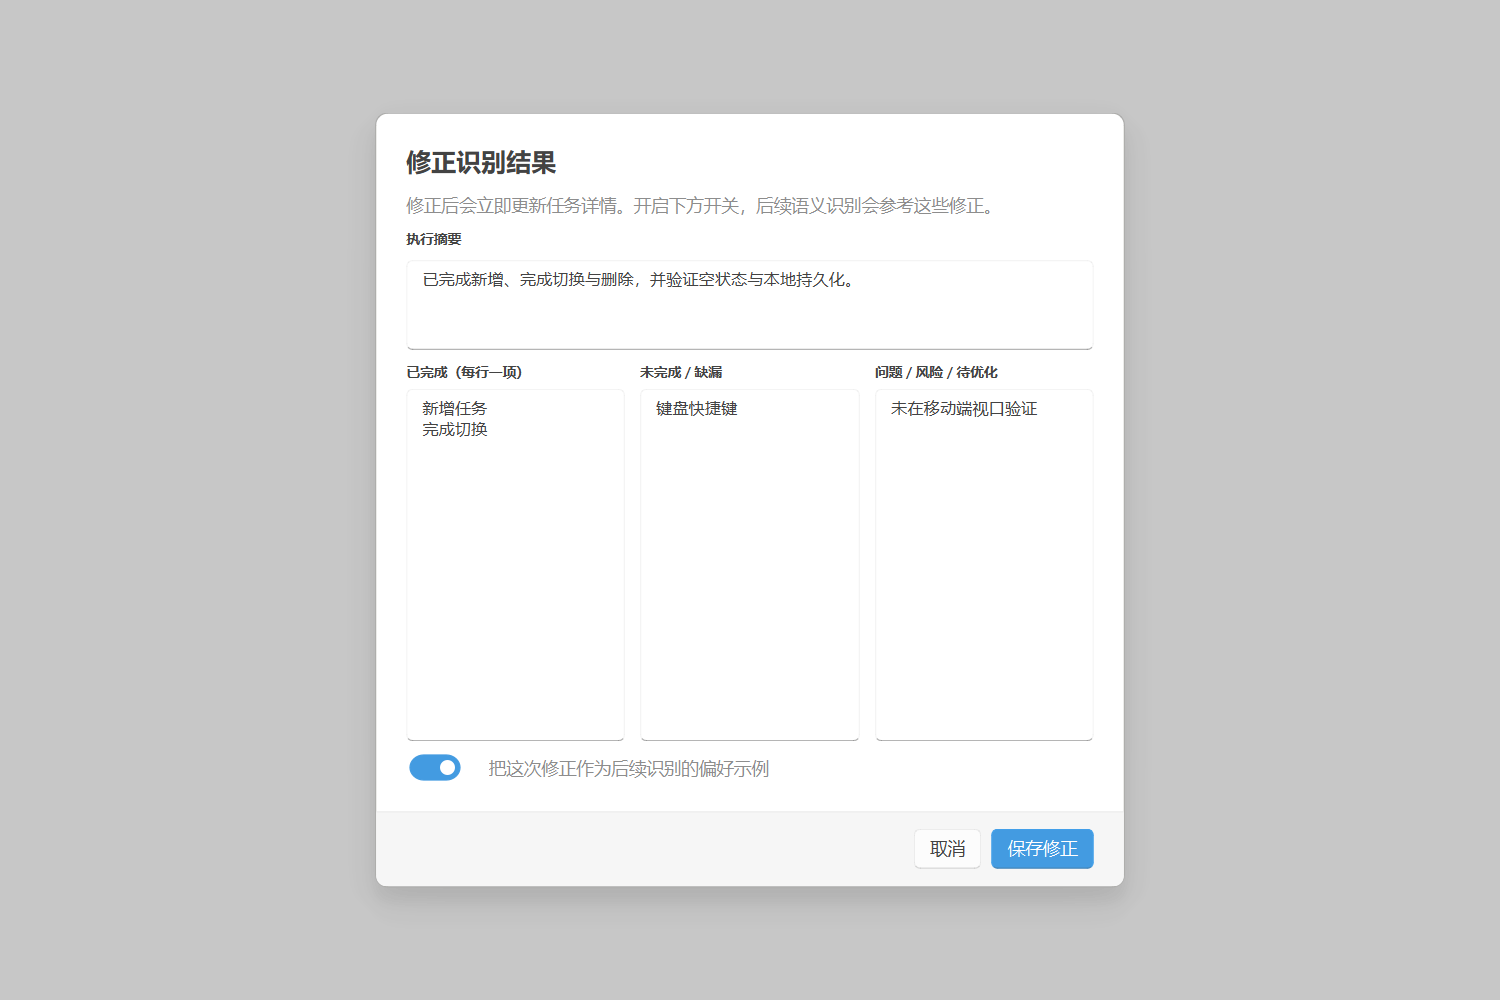 修正识别结果
修正后会立即更新任务详情。开启下方开关，后续语义识别会参考这些修正。
执行摘要
已完成新增、完成切换与删除，并验证空状态与本地持久化。
已完成（每行一项）
新增任务
完成切换
未完成 / 缺漏
键盘快捷键
问题 / 风险 / 待优化
未在移动端视口验证
把这次修正作为后续识别的偏好示例
取消
保存修正